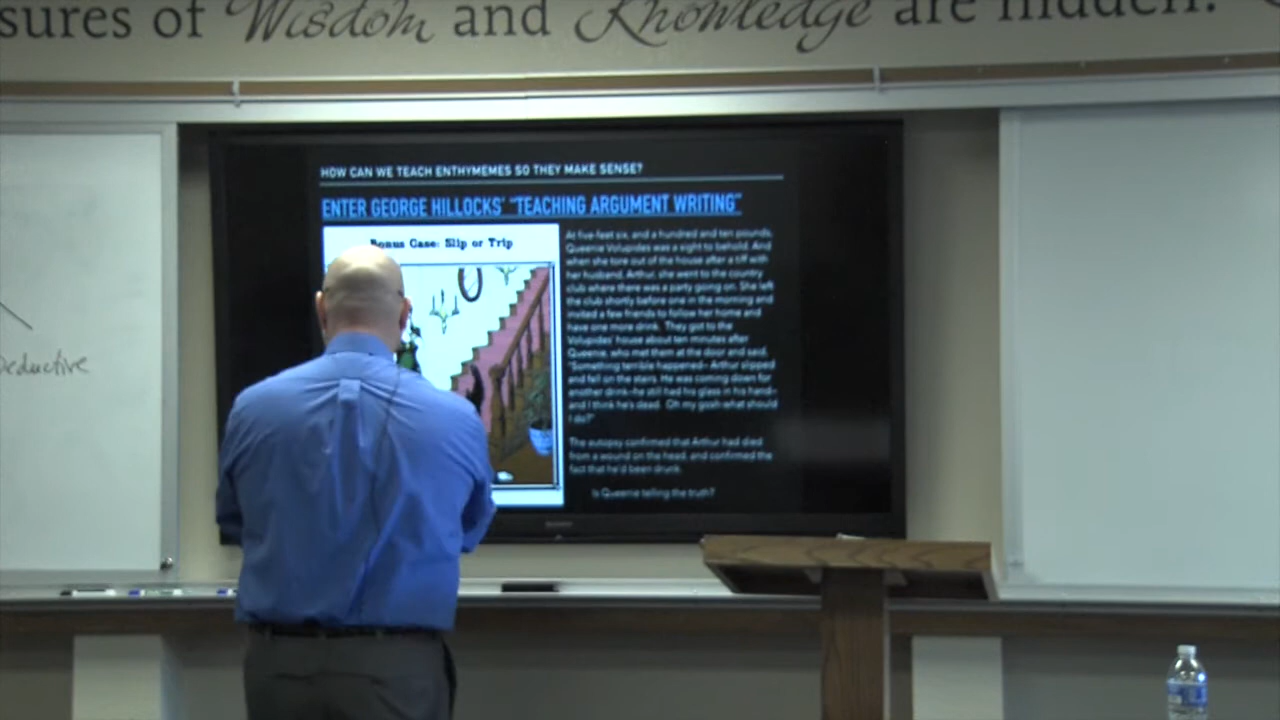 sures of Wisdom and Knowledge are hidden.
HOW CAN WE TEACH ENTHYMEMES SO THEY MAKE SENSE?
ENTER GEORGE HILLOCKS' "TEACHING ARGUMENT WRITING"
Bonus Case: Slip or Trip
At five-feet six, and a hundred and ten pounds,
Queenie Volupides was a sight to behold. And
when she tore out of the house after a tiff with
her husband, Arthur, she went to the country
club where there was a party going on. She left
the club shortly before one in the morning and
invited a few friends to follow her home and
have one more drink. They got to the
Volupides' house about ten minutes after
Queenie, who met them at the door and said,
"Something terrible happened-- Arthur slipped
and fell on the stairs. He was coming down for
another drink--he still had his glass in his hand--
and I think he's dead. Oh my gosh-what should
I do?"
The autopsy confirmed that Arthur had died
from a wound on the head, and confirmed the
fact that he'd been drunk.
Is Queenie telling the truth?
Deductive